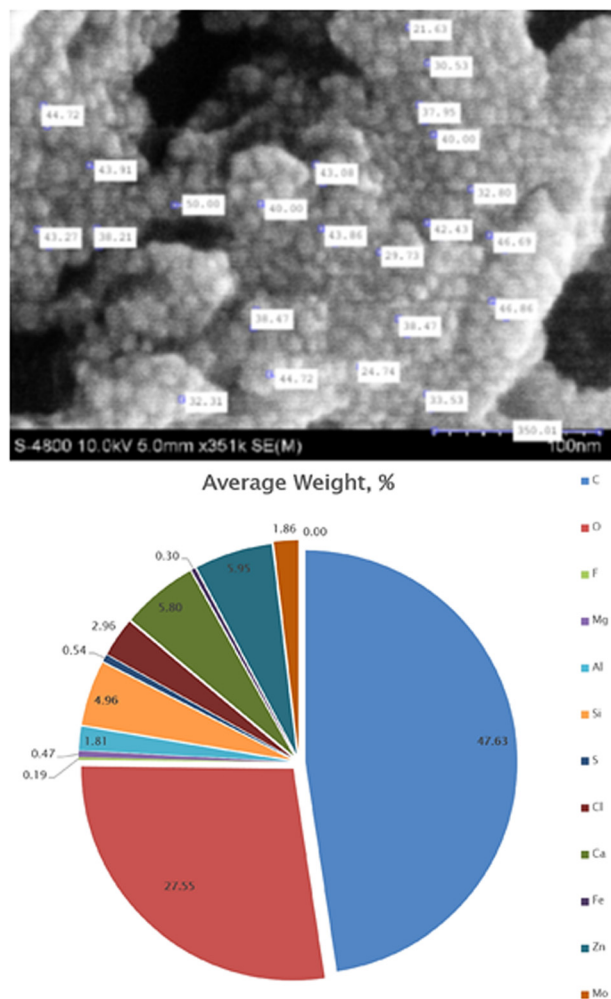 21.63
30.53
44.72
37.95
40.00
43.91
43.08
32.80
50.00
40.00
43.27
38.21
43.86
42.43
46.69
29.73
46.86
38.47
38.47
44.72
24.74
32.31
33.53
350.01
S-4800 10.0kV 5.0mm x351k SE(M)
100nm
Average Weight, %
1.86
0.00
0.30
5.95
5.80
2.96
0.54
4.96
1.81
0.47
0.19
47.63
27.55
C
O
F
Mg
Al
Si
S
Cl
Ca
Fe
Zn
Mo